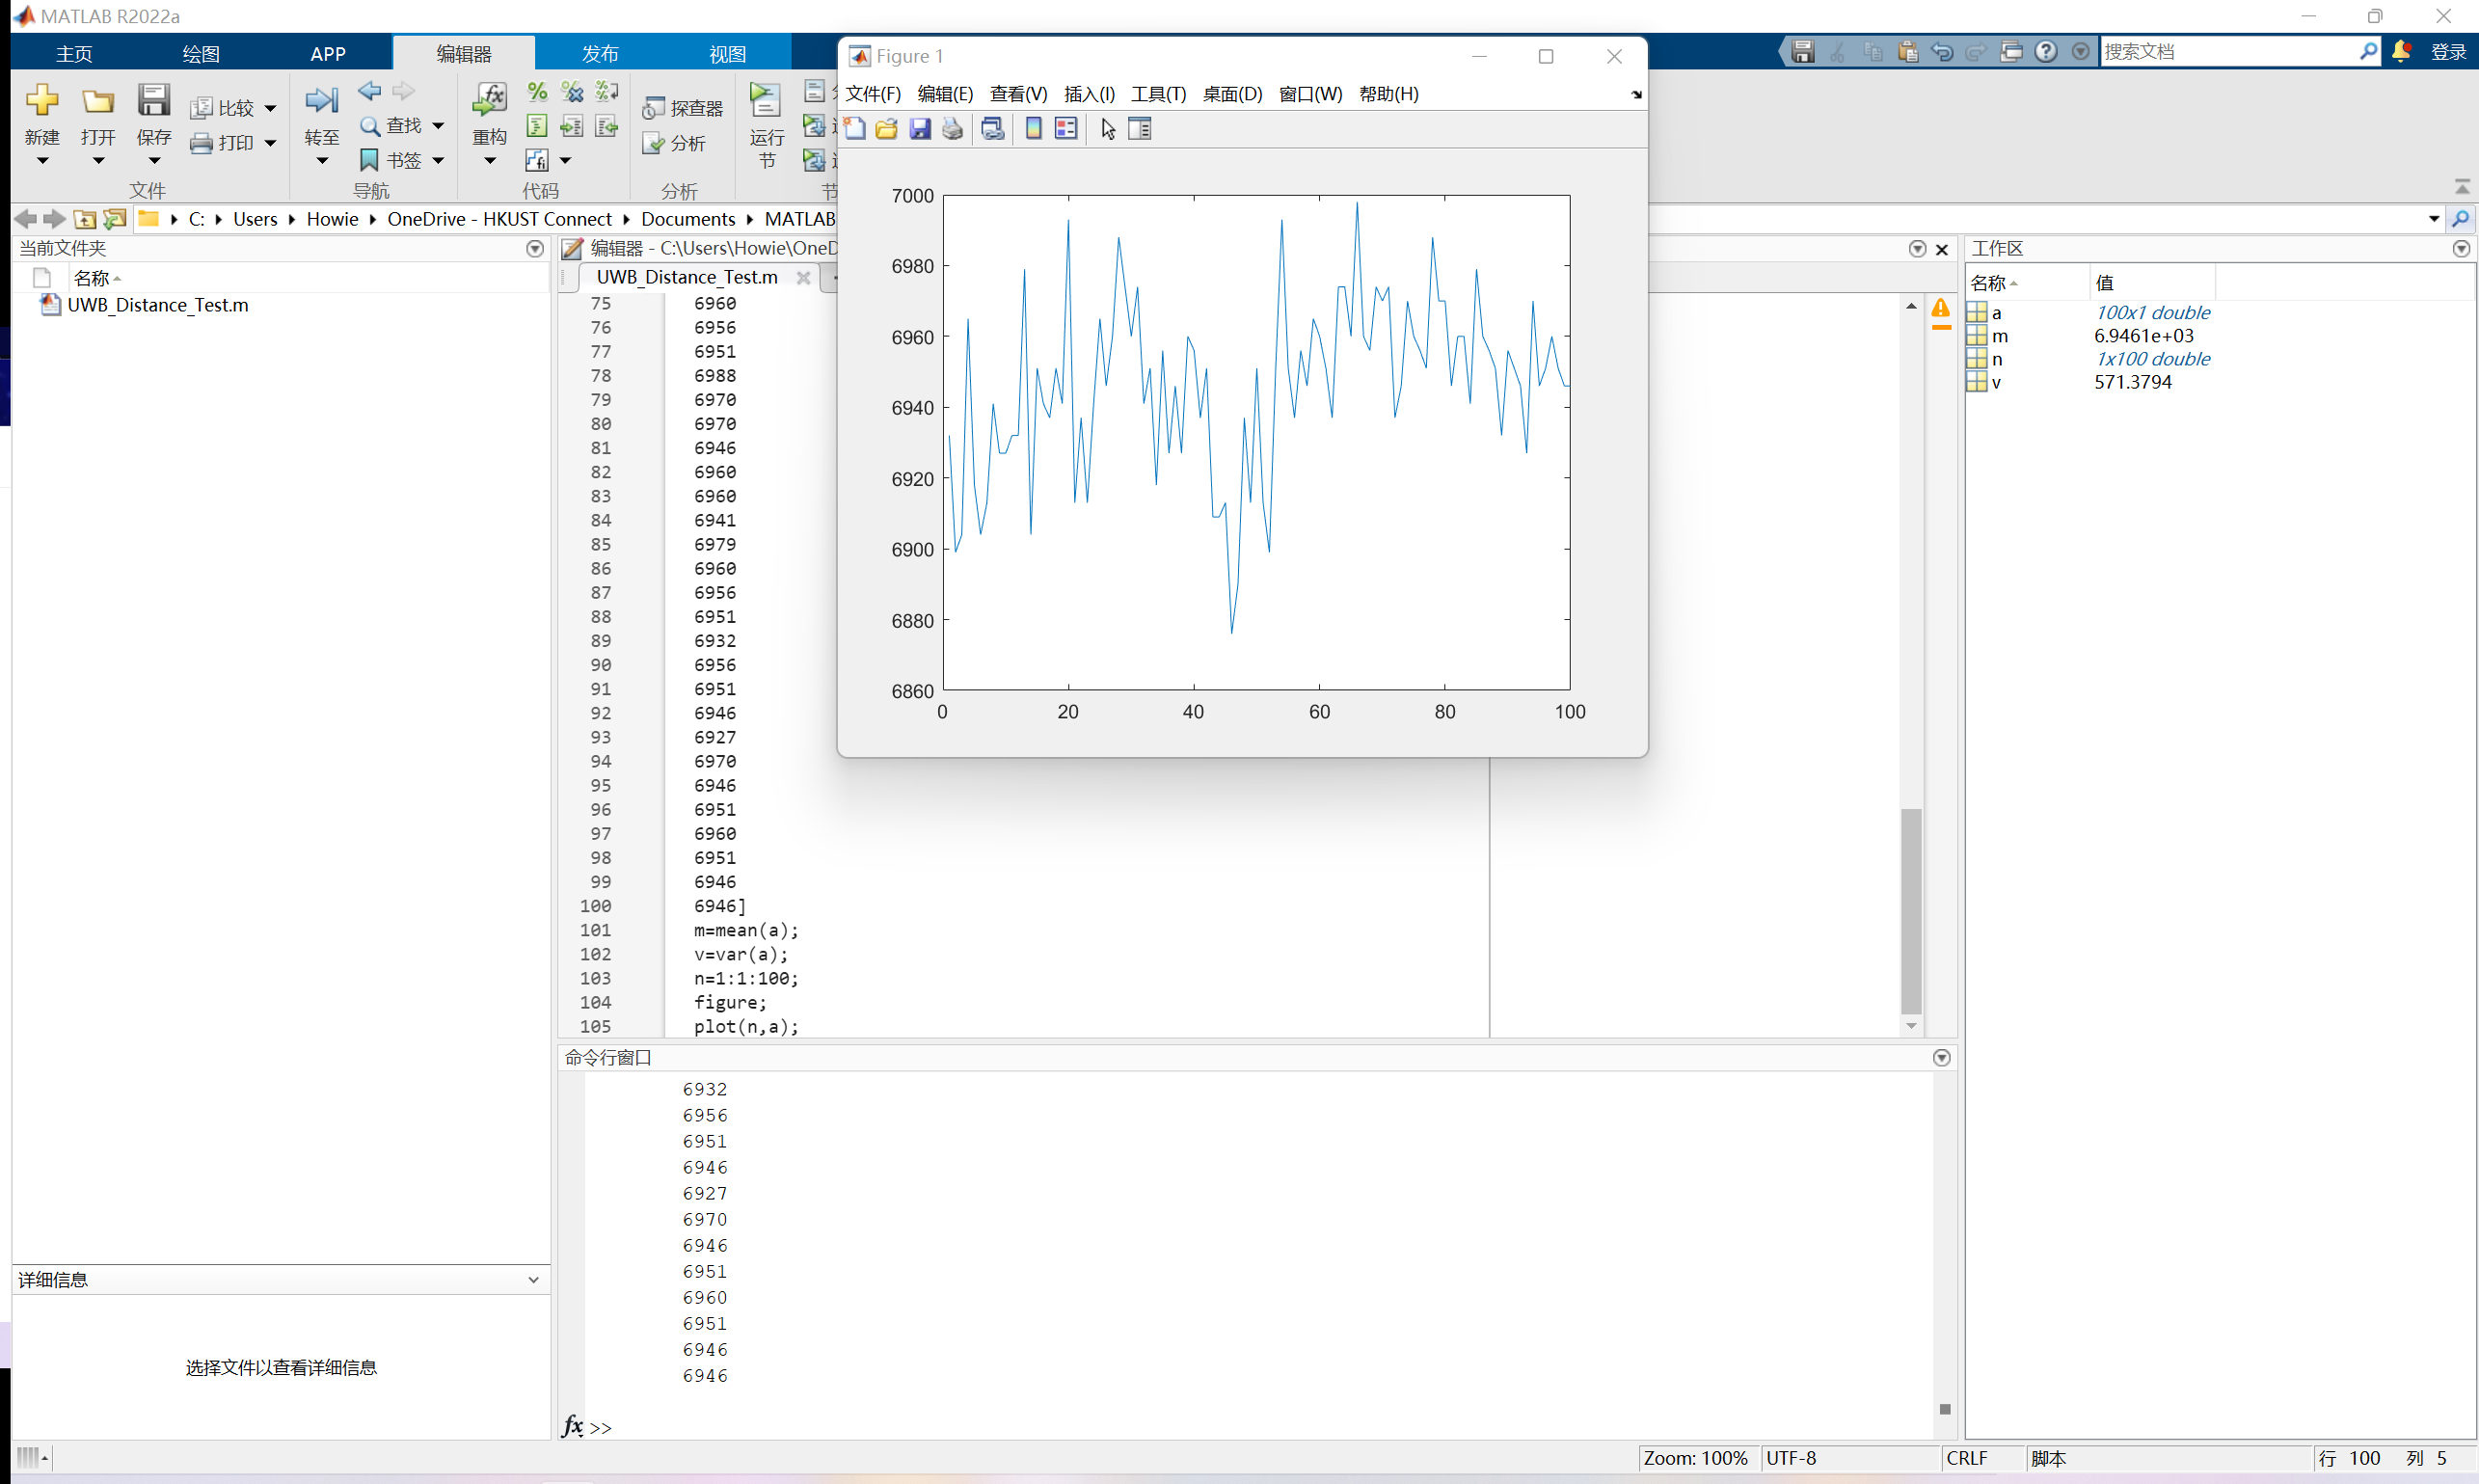 MATLAB R2022a
主页 绘图 APP 编辑器 发布 视图
搜索文档 登录
新建 打开 保存 比较 打印 转至 查找 书签 重构 探查器 分析 运行节
文件 导航 代码 分析 节
C: Users Howie OneDrive - HKUST Connect Documents MATLAB
Figure 1
文件(F) 编辑(E) 查看(V) 插入(I) 工具(T) 桌面(D) 窗口(W) 帮助(H)
7000
6980
6960
6940
6920
6900
6880
6860
0 20 40 60 80 100
当前文件夹
名称
UWB_Distance_Test.m
详细信息
选择文件以查看详细信息
编辑器 - C:\Users\Howie\OneD
UWB_Distance_Test.m
75 6960
76 6956
77 6951
78 6988
79 6970
80 6970
81 6946
82 6960
83 6960
84 6941
85 6979
86 6960
87 6956
88 6951
89 6932
90 6956
91 6951
92 6946
93 6927
94 6970
95 6946
96 6951
97 6960
98 6951
99 6946
100 6946]
101 m=mean(a);
102 v=var(a);
103 n=1:1:100;
104 figure;
105 plot(n,a);
命令行窗口
6932
6956
6951
6946
6927
6970
6946
6951
6960
6951
6946
6946
fx >>
工作区
名称 值
a 100x1 double
m 6.9461e+03
n 1x100 double
v 571.3794
Zoom: 100% UTF-8 CRLF 脚本 行 100 列 5